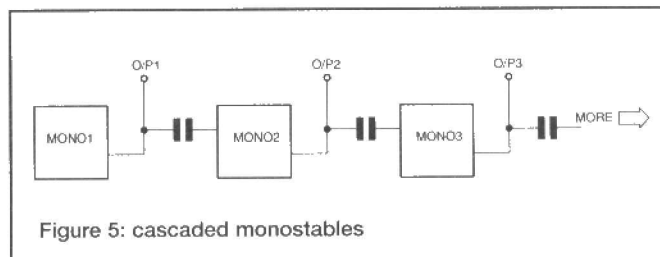 O/P1 O/P2 O/P3
MONO1 MONO2 MONO3 MORE
Figure 5: cascaded monostables